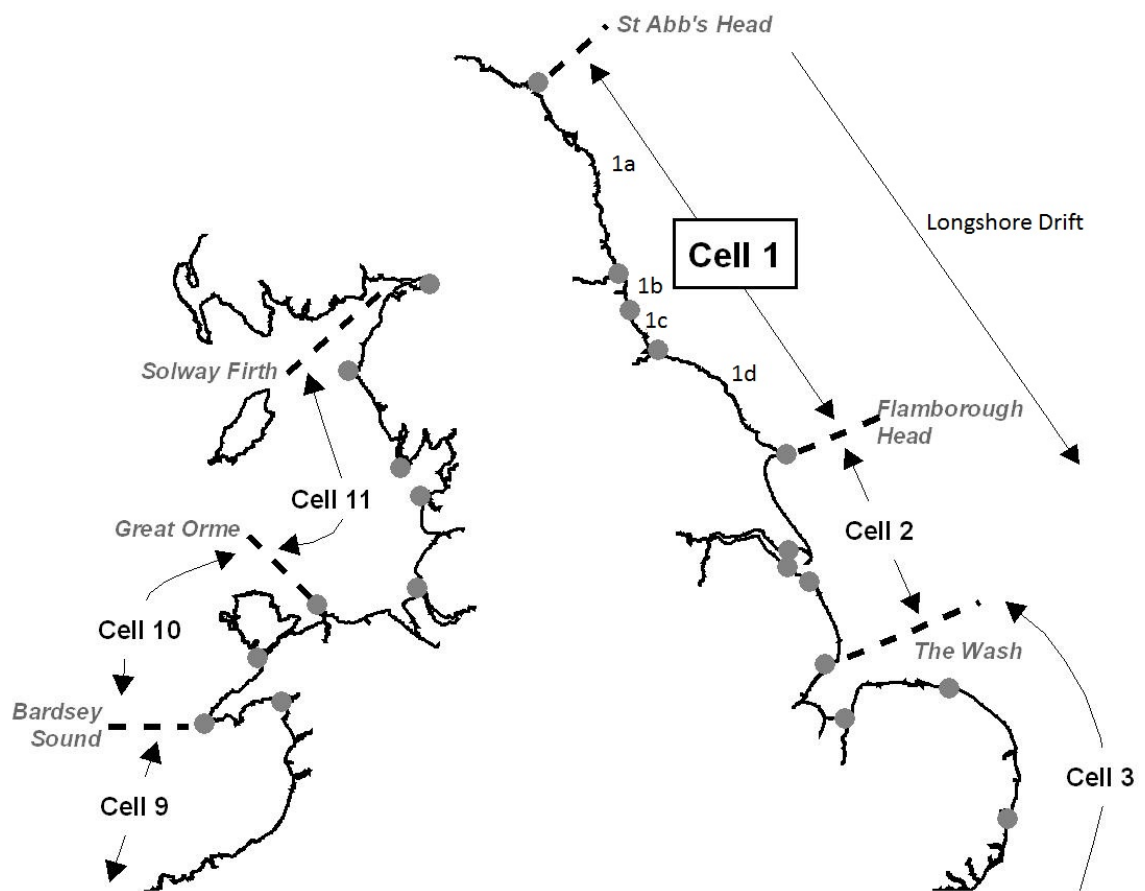 St Abb's Head
1a
Longshore Drift
Cell 1
1b
1c
Solway Firth
1d
Flamborough
Head
Cell 11
Great Orme
Cell 2
Cell 10
The Wash
Bardsey
Sound
Cell 3
Cell 9